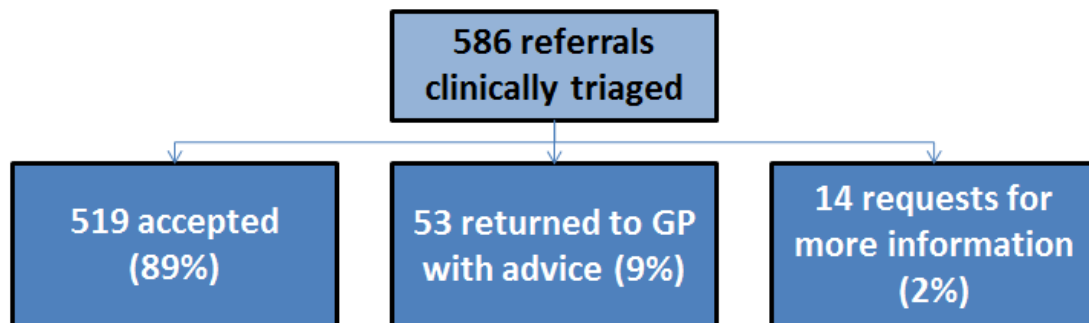 586 referrals
clinically triaged
519 accepted
(89%)
53 returned to GP
with advice (9%)
14 requests for
more information
(2%)